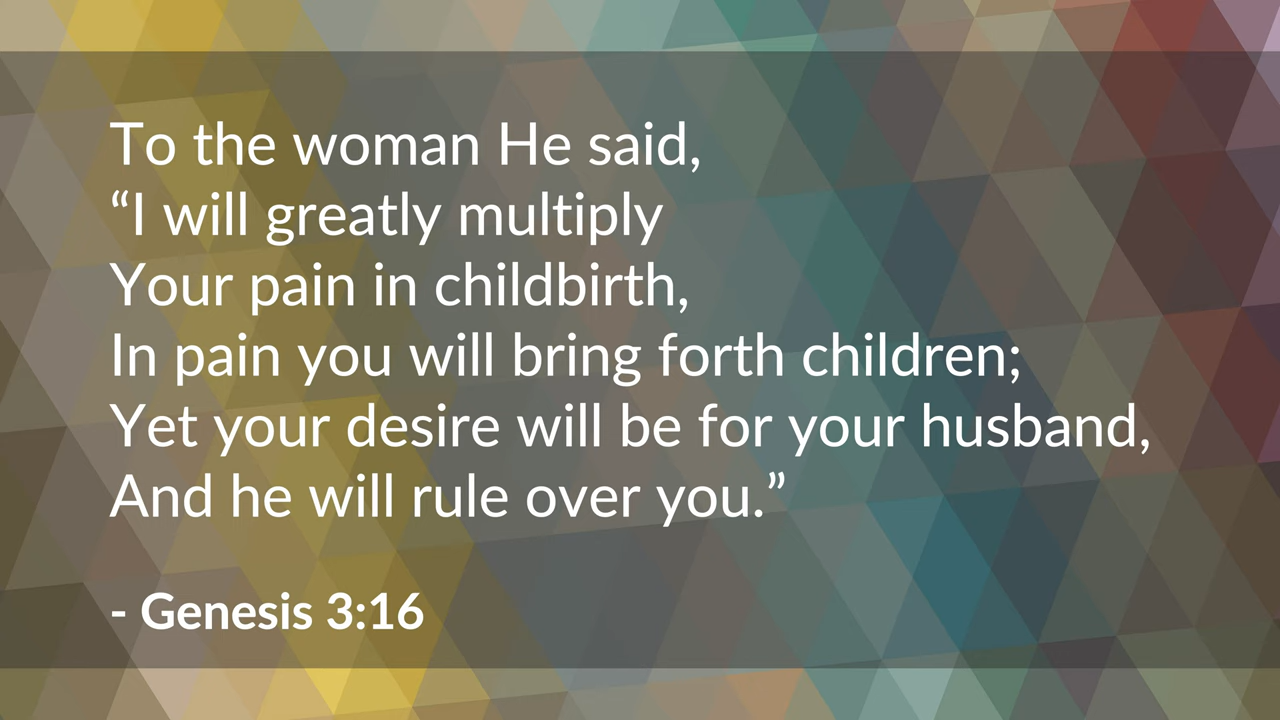 To the woman He said,
“I will greatly multiply
Your pain in childbirth,
In pain you will bring forth children;
Yet your desire will be for your husband,
And he will rule over you.”
- Genesis 3:16